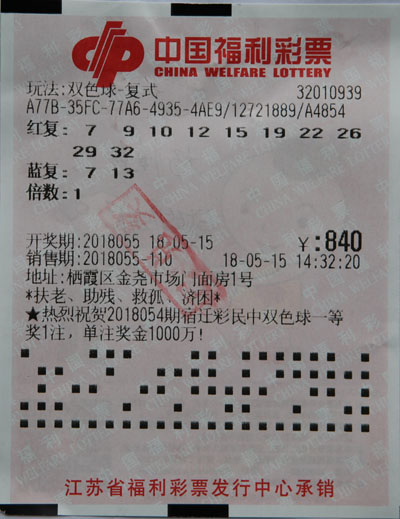 中国福利彩票
CHINA WELFARE LOTTERY
玩法:双色球-复式 32010939
A77B-35FC-77A6-4935-4AE9/12721889/A4854
红复: 7 9 10 12 15 19 22 26
29 32
蓝复: 7 13
倍数:1
开奖期:2018055 18-05-15 ¥:840
销售期:2018055-110 18-05-15 14:32:20
地址:栖霞区金尧市场门面房1号
*扶老、助残、救孤、济困*
★热烈祝贺2018054期宿迁彩民中双色球一等
奖1注,单注奖金1000万!
江苏省福利彩票发行中心承销